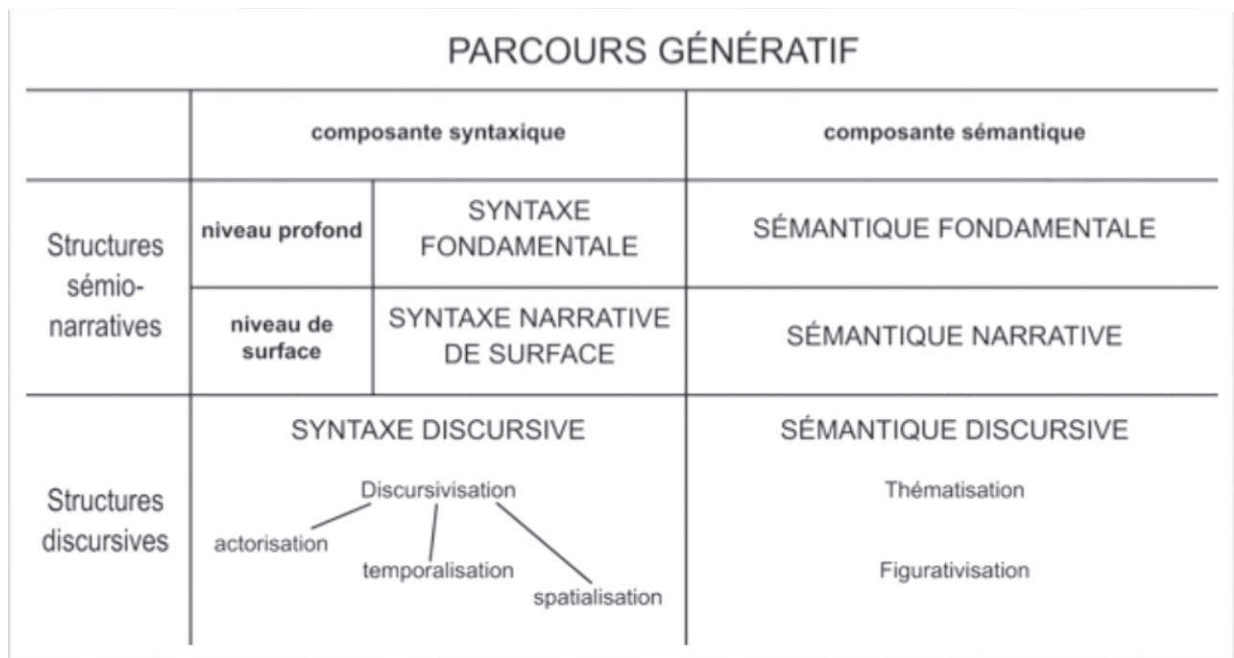 PARCOURS GÉNÉRATIF
composante syntaxique
composante sémantique
Structures
sémio-
narratives
niveau profond
SYNTAXE
FONDAMENTALE
SÉMANTIQUE FONDAMENTALE
niveau de
surface
SYNTAXE NARRATIVE
DE SURFACE
SÉMANTIQUE NARRATIVE
Structures
discursives
SYNTAXE DISCURSIVE
Discursivisation
actorisation
temporalisation
spatialisation
SÉMANTIQUE DISCURSIVE
Thématisation
Figurativisation